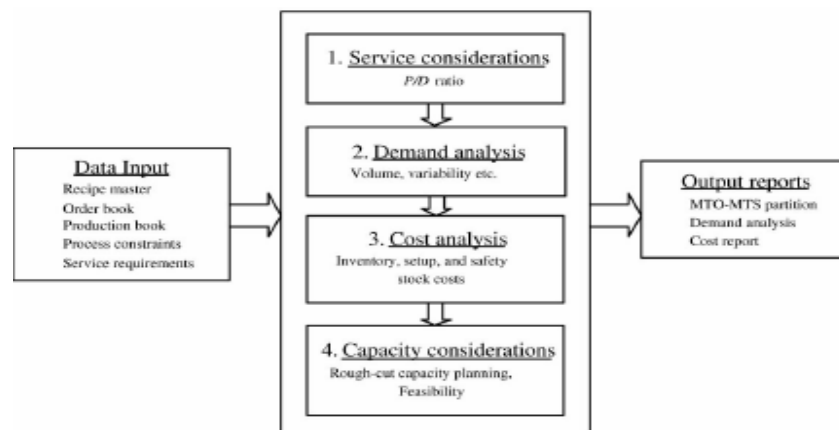 Data Input
Recipe master
Order book
Production book
Process constraints
Service requirements
1. Service considerations
P/D ratio
2. Demand analysis
Volume, variability etc.
3. Cost analysis
Inventory, setup, and safety
stock costs
4. Capacity considerations
Rough-cut capacity planning,
Feasibility
Output reports
MTO-MTS partition
Demand analysis
Cost report